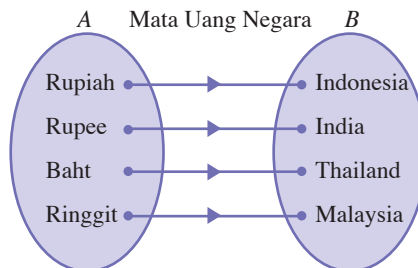 A Mata Uang Negara B
Rupiah Indonesia
Rupee India
Baht Thailand
Ringgit Malaysia